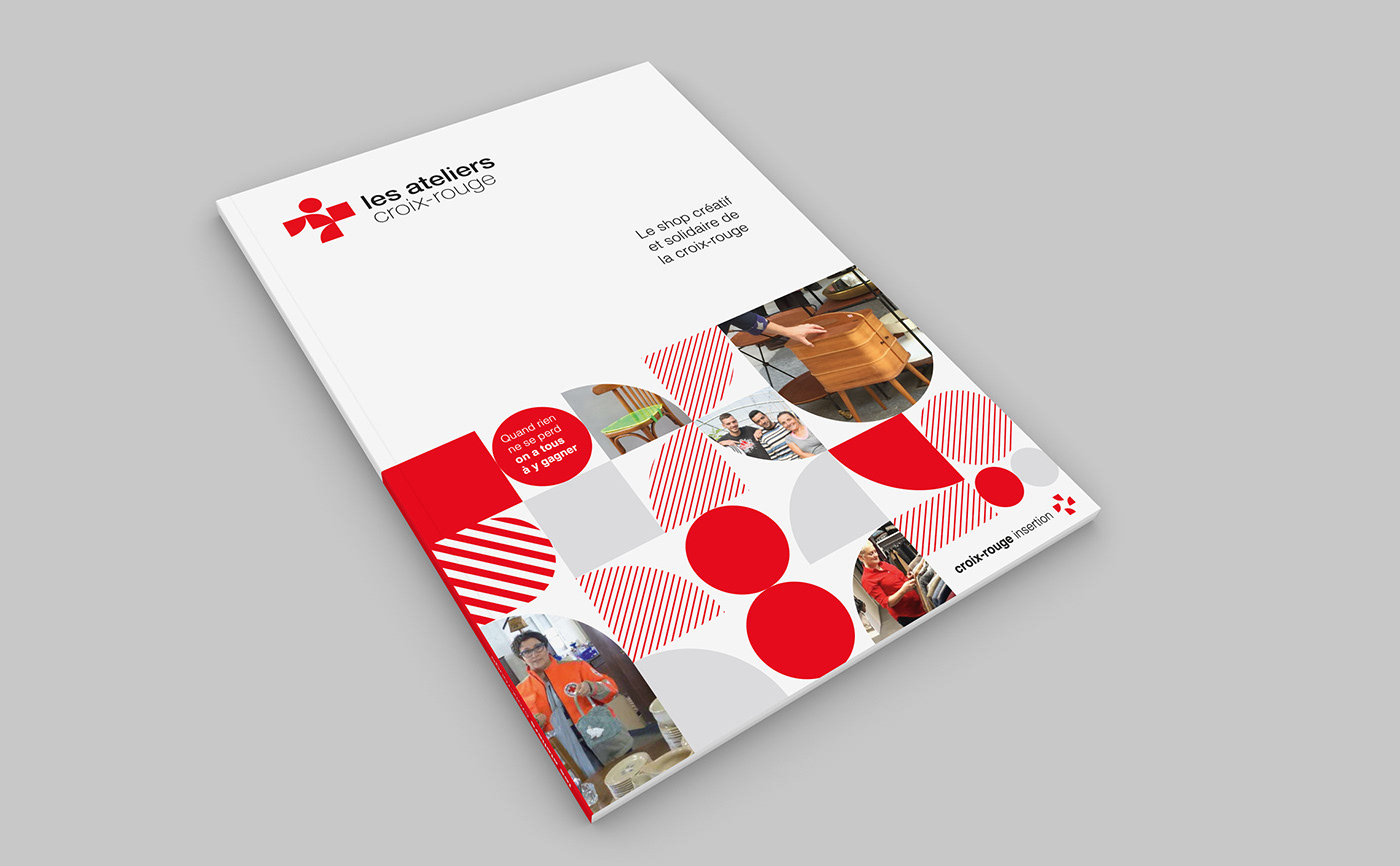 les ateliers
croix-rouge
Le shop créatif
et solidaire de
la croix-rouge
Quand rien
ne se perd
on a tous
à y gagner
croix-rouge insertion